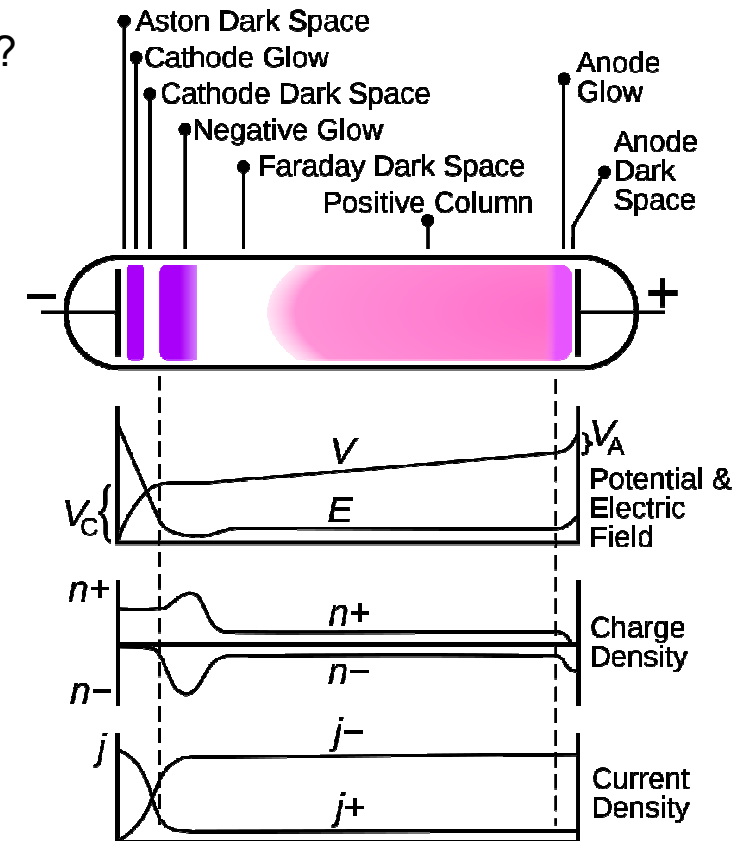 ?
Aston Dark Space
Cathode Glow
Cathode Dark Space
Negative Glow
Faraday Dark Space
Positive Column
Anode
Glow
Anode
Dark
Space
−
+
V
VA
VC
E
Potential &
Electric
Field
n+
n+
n−
n−
Charge
Density
j
j−
j+
Current
Density